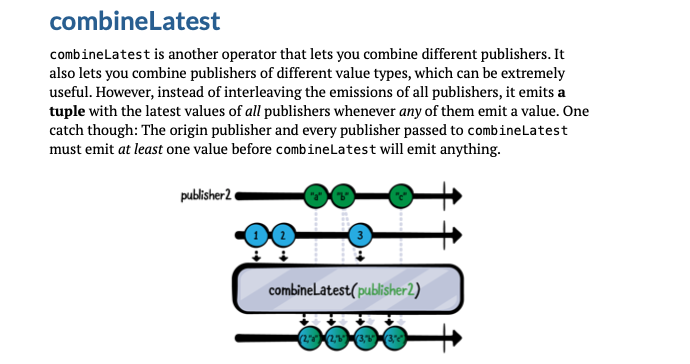 combineLatest
combineLatest is another operator that lets you combine different publishers. It
also lets you combine publishers of different value types, which can be extremely
useful. However, instead of interleaving the emissions of all publishers, it emits a
tuple with the latest values of all publishers whenever any of them emit a value. One
catch though: The origin publisher and every publisher passed to combineLatest
must emit at least one value before combineLatest will emit anything.
publisher2 "a" "b" "c"
1 2 3
combineLatest(publisher2)
(2,"a") (2,"b") (3,"b") (3,"c")